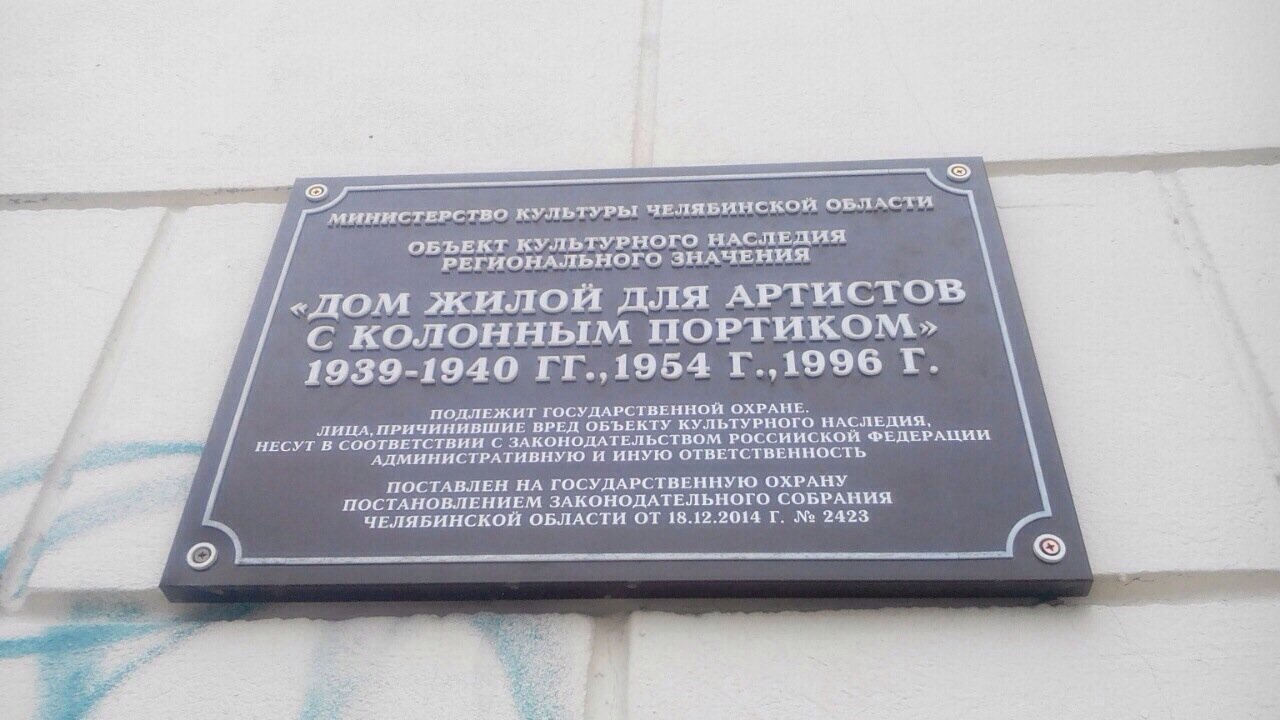 МИНИСТЕРСТВО КУЛЬТУРЫ ЧЕЛЯБИНСКОЙ ОБЛАСТИ
ОБЪЕКТ КУЛЬТУРНОГО НАСЛЕДИЯ
РЕГИОНАЛЬНОГО ЗНАЧЕНИЯ
«ДОМ ЖИЛОЙ ДЛЯ АРТИСТОВ
С КОЛОННЫМ ПОРТИКОМ»
1939-1940 ГГ., 1954 Г., 1996 Г.
ПОДЛЕЖИТ ГОСУДАРСТВЕННОЙ ОХРАНЕ.
ЛИЦА, ПРИЧИНИВШИЕ ВРЕД ОБЪЕКТУ КУЛЬТУРНОГО НАСЛЕДИЯ,
НЕСУТ В СООТВЕТСТВИИ С ЗАКОНОДАТЕЛЬСТВОМ РОССИЙСКОЙ ФЕДЕРАЦИИ
АДМИНИСТРАТИВНУЮ И ИНУЮ ОТВЕТСТВЕННОСТЬ
ПОСТАВЛЕН НА ГОСУДАРСТВЕННУЮ ОХРАНУ
ПОСТАНОВЛЕНИЕМ ЗАКОНОДАТЕЛЬНОГО СОБРАНИЯ
ЧЕЛЯБИНСКОЙ ОБЛАСТИ ОТ 18.12.2014 Г. № 2423